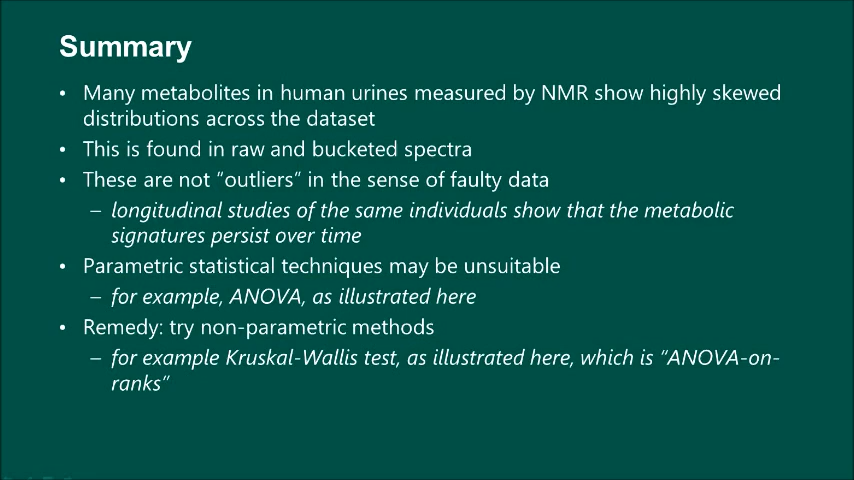 Summary
• Many metabolites in human urines measured by NMR show highly skewed
distributions across the dataset
• This is found in raw and bucketed spectra
• These are not “outliers” in the sense of faulty data
– longitudinal studies of the same individuals show that the metabolic
signatures persist over time
• Parametric statistical techniques may be unsuitable
– for example, ANOVA, as illustrated here
• Remedy: try non-parametric methods
– for example Kruskal-Wallis test, as illustrated here, which is “ANOVA-on-
ranks”